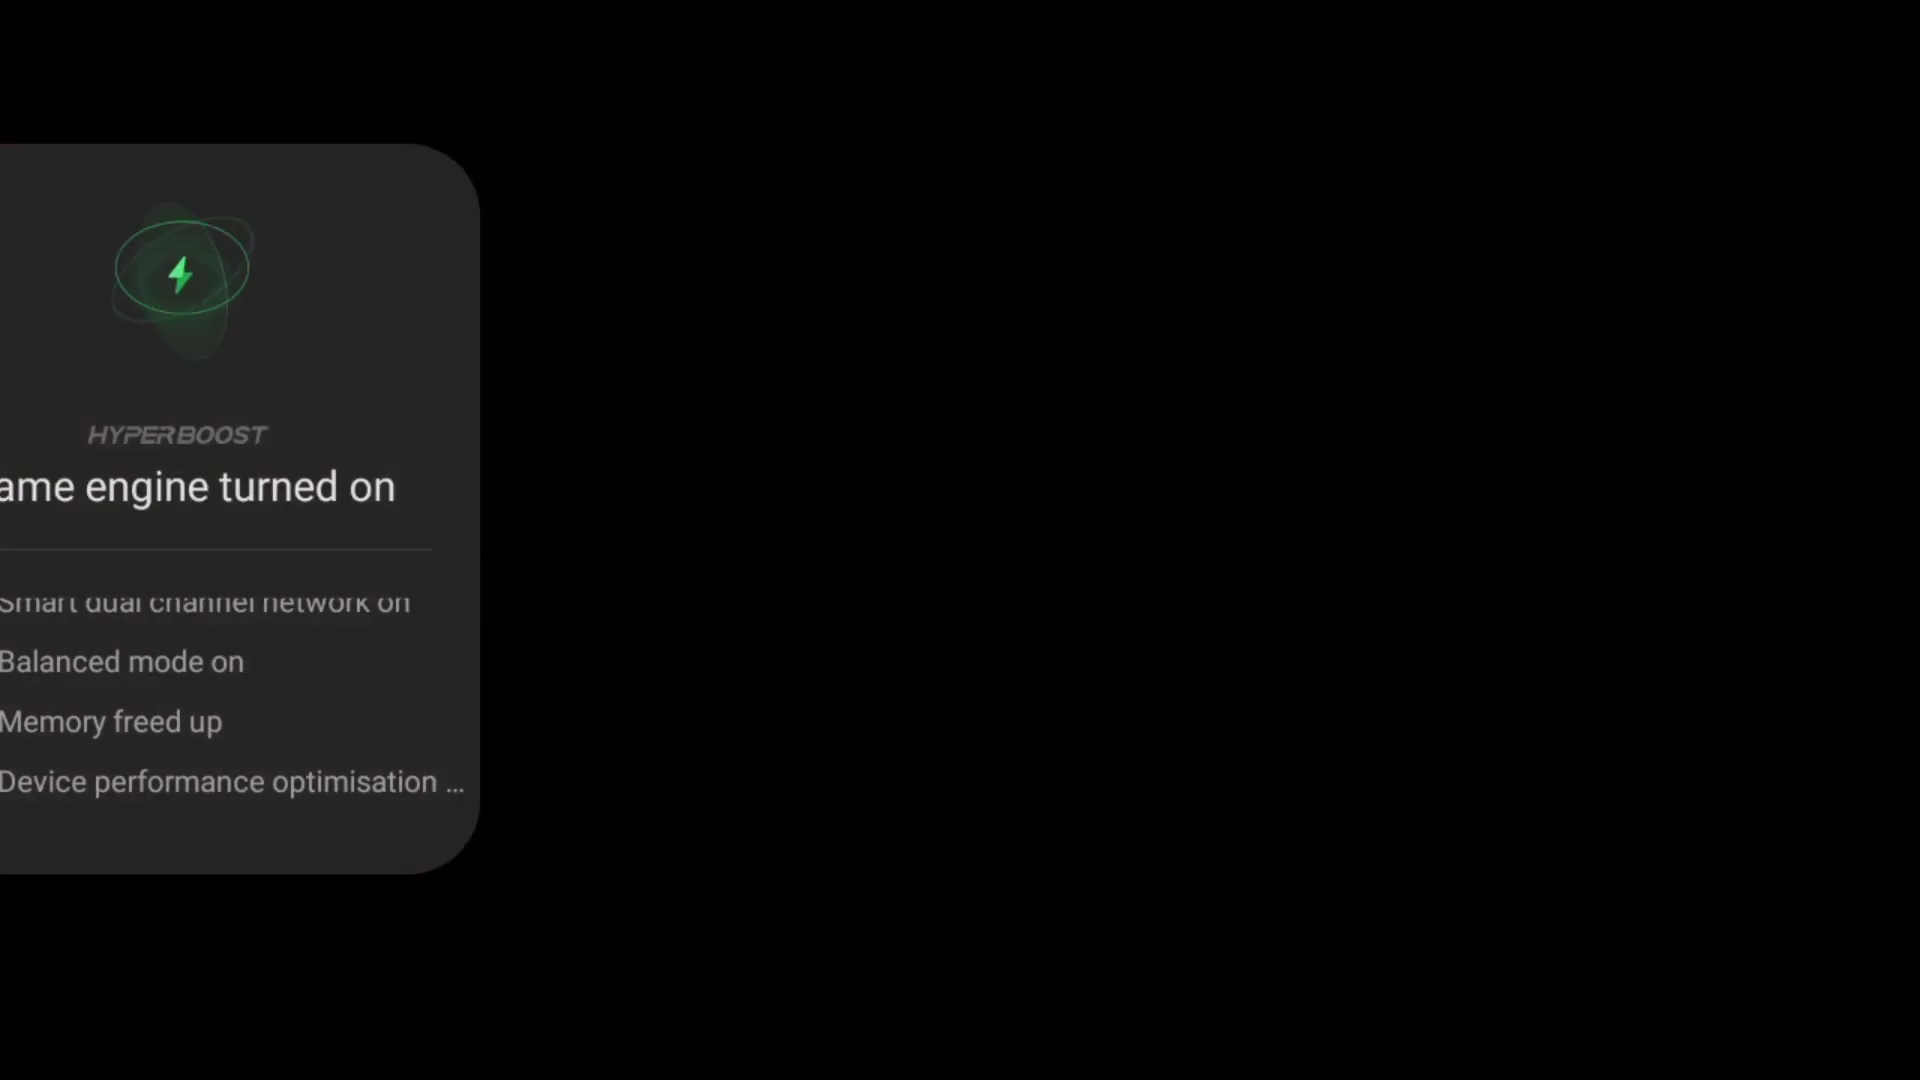 HYPERBOOST
ame engine turned on
Smart dual channel network on
Balanced mode on
Memory freed up
Device performance optimisation ...